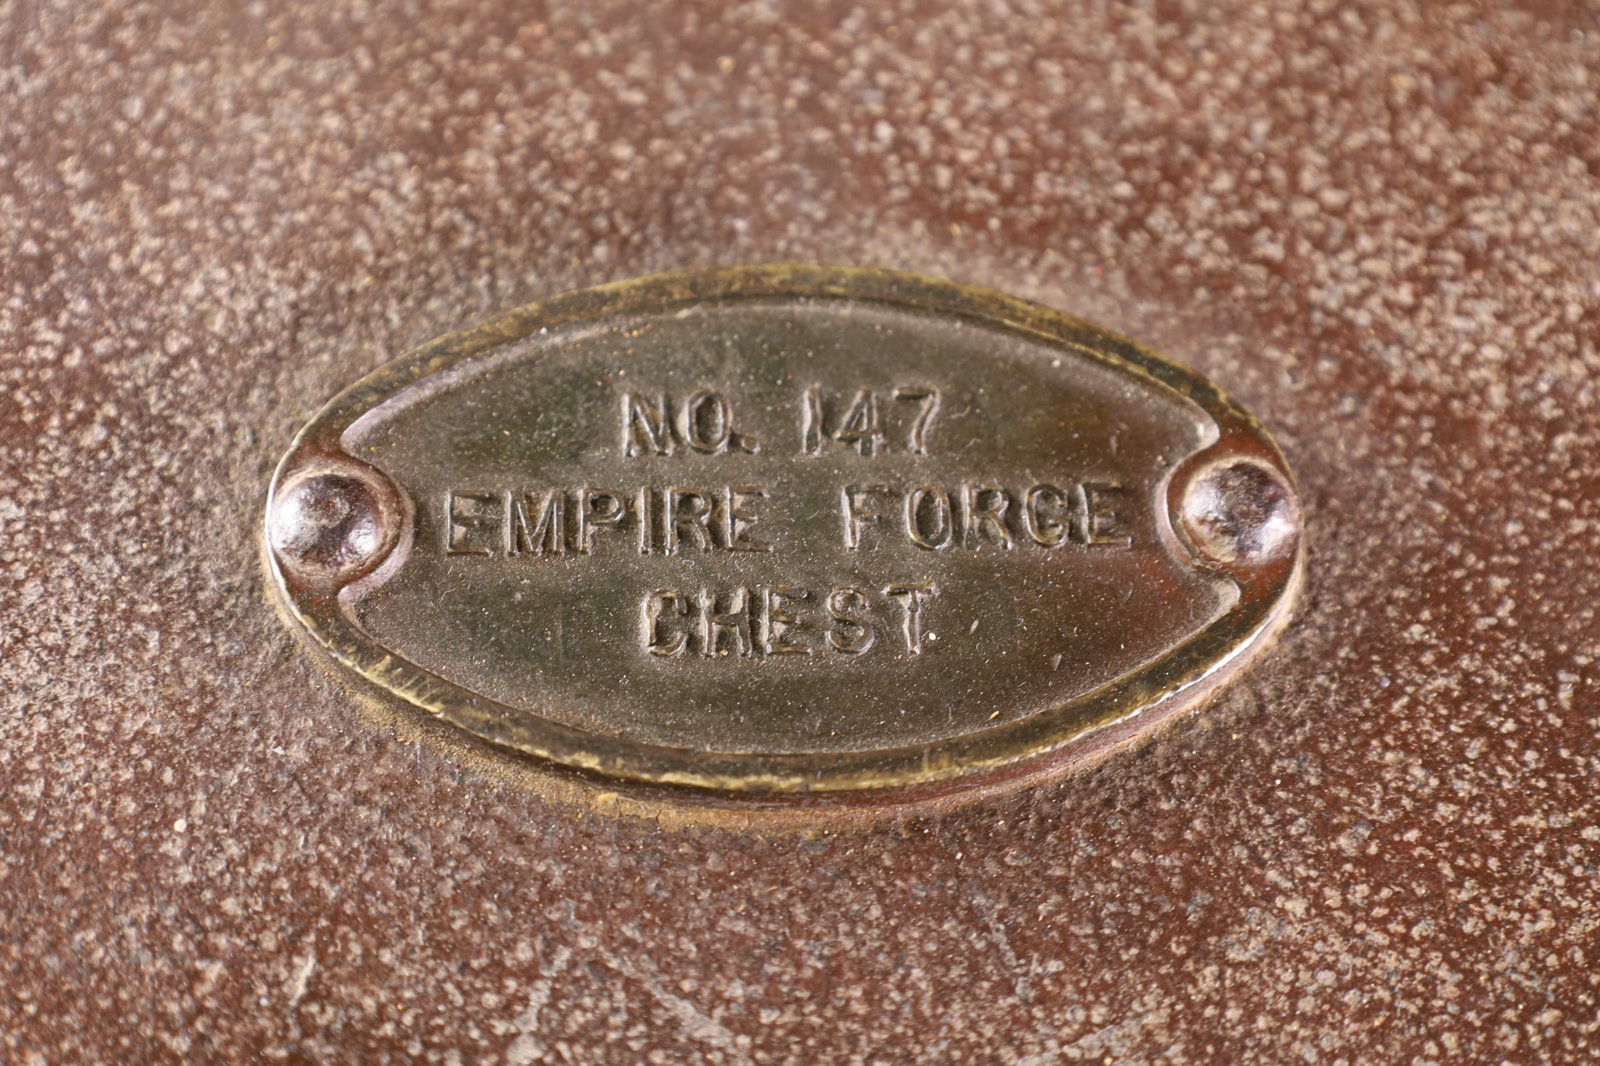 NO. 147
EMPIRE FORGE
CHEST